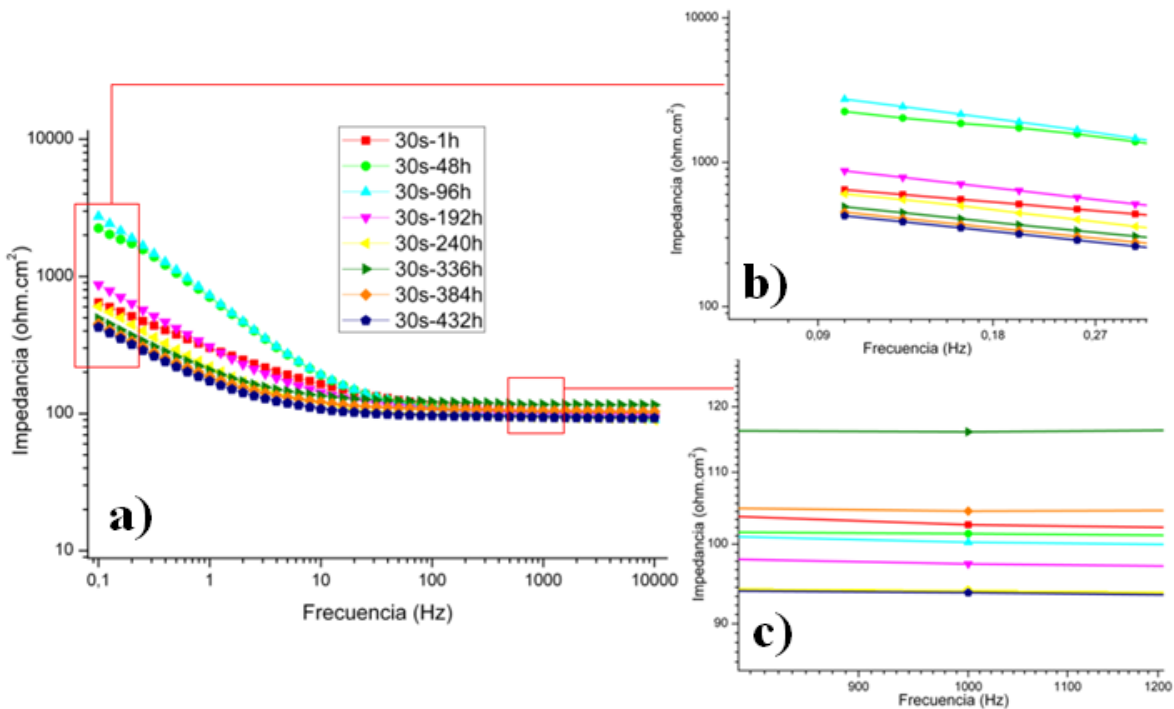 10000
1000
100
10
Impedancia (ohm.cm²)
0,1
1
10
100
1000
10000
Frecuencia (Hz)
30s-1h
30s-48h
30s-96h
30s-192h
30s-240h
30s-336h
30s-384h
30s-432h
a)
10000
1000
100
Impedancia (ohm.cm²)
0,09
0,18
0,27
Frecuencia (Hz)
b)
120
110
100
90
Impedancia (ohm.cm²)
900
1000
1100
1200
Frecuencia (Hz)
c)